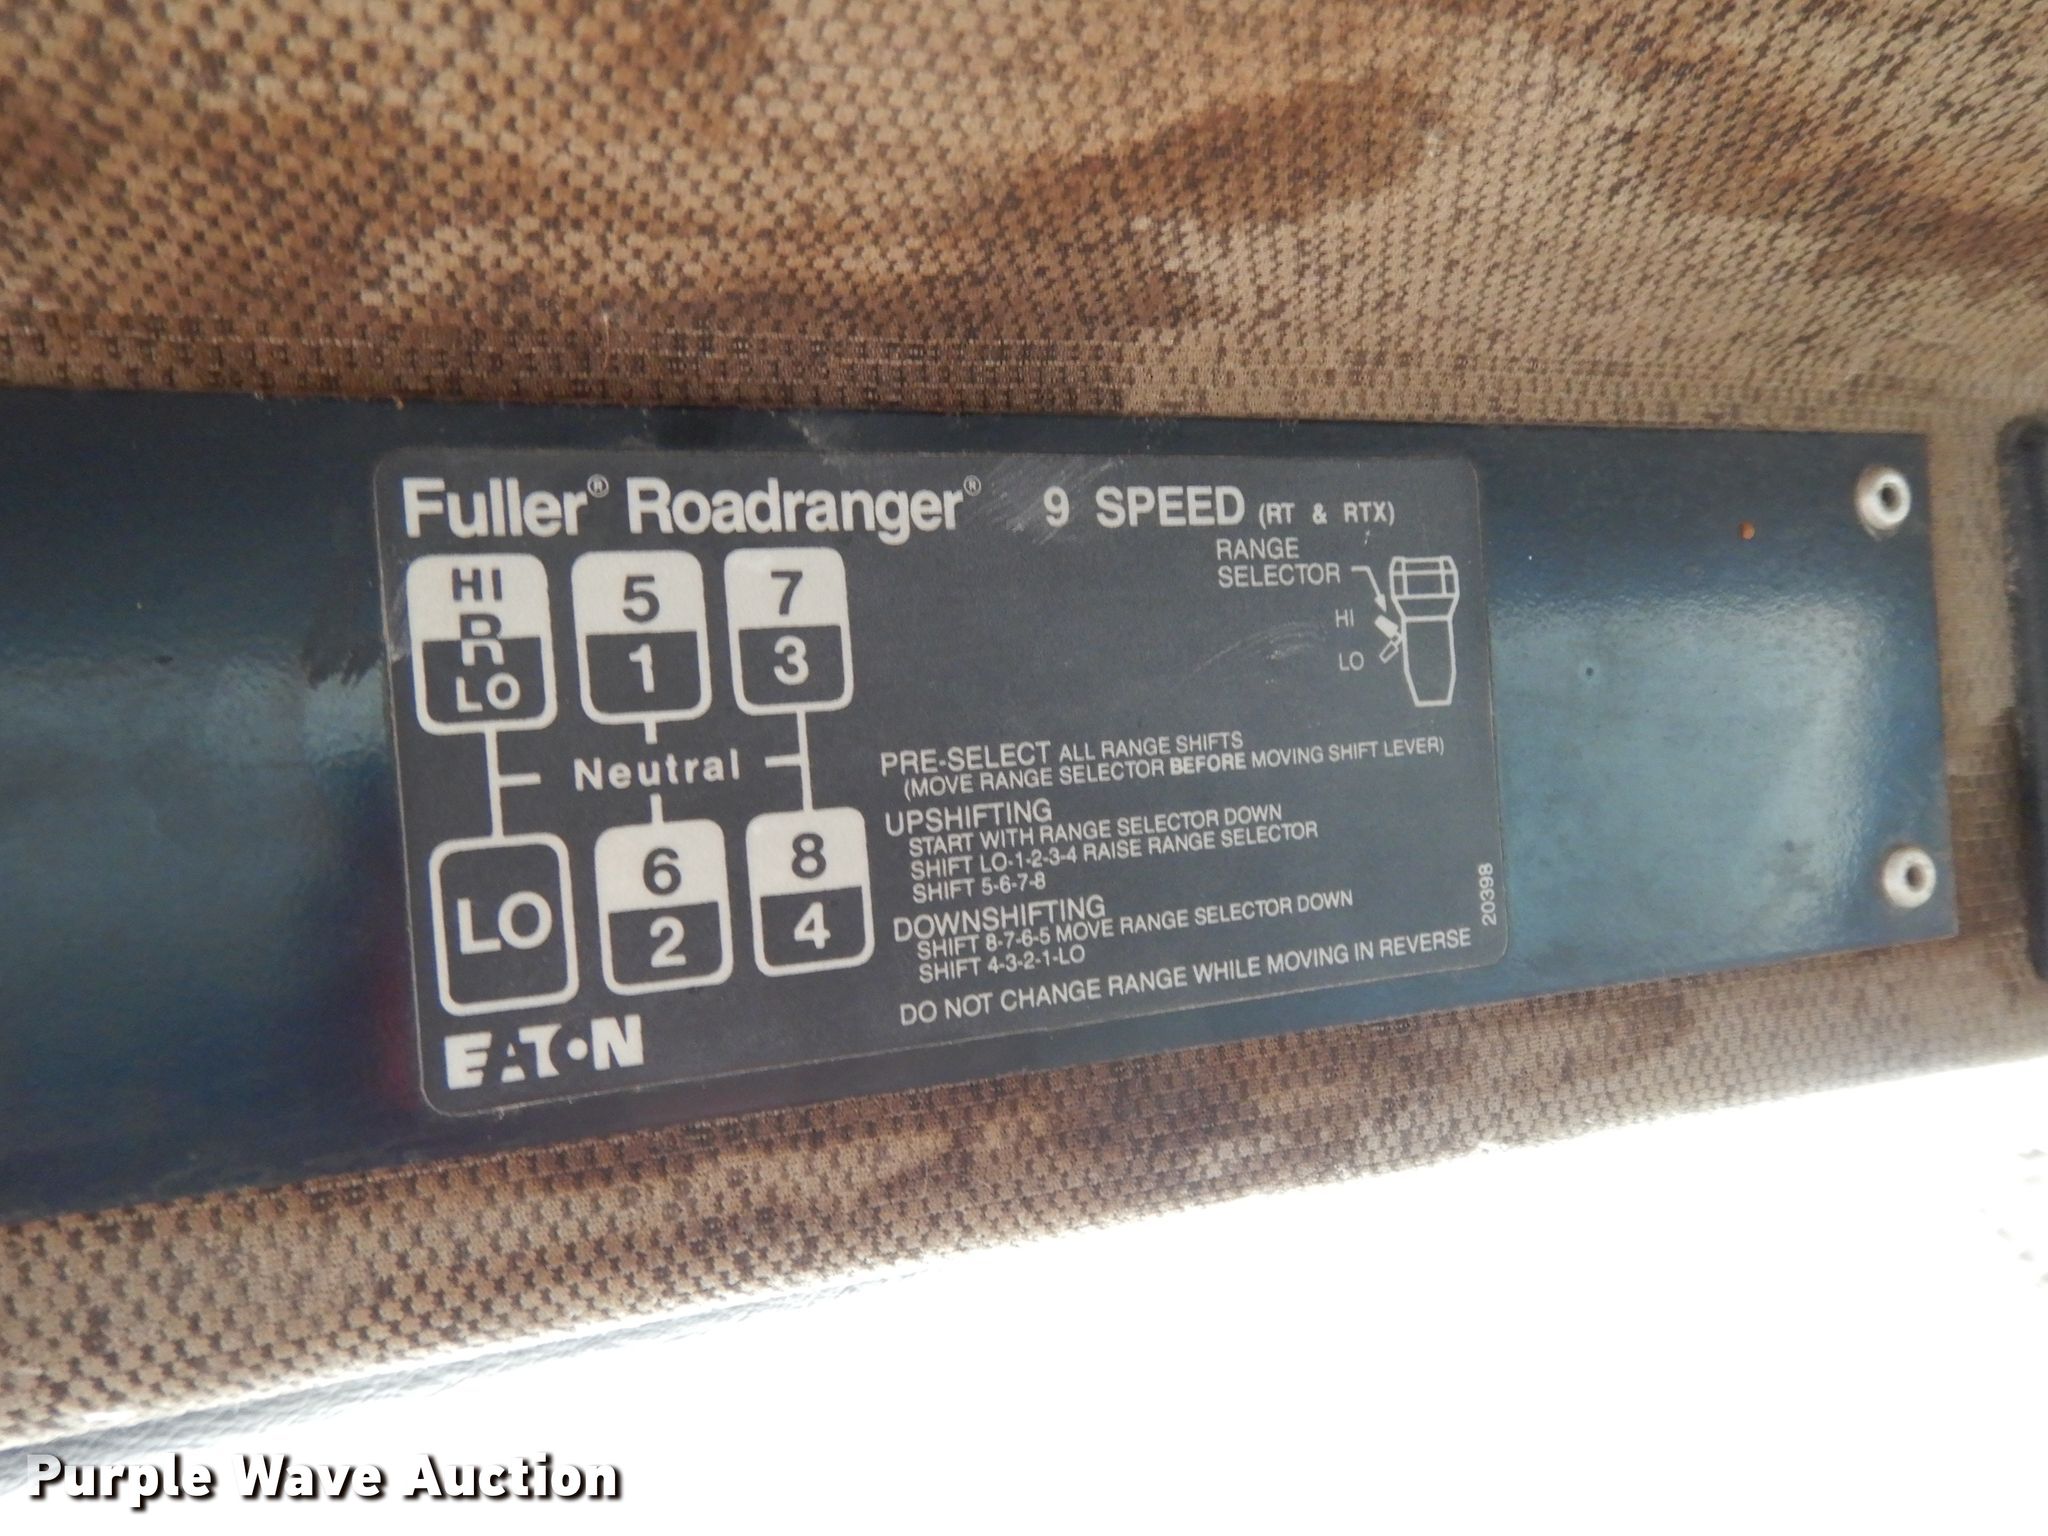 Fuller® Roadranger® 9 SPEED (RT & RTX)
RANGE
SELECTOR
HI
LO
HI
R
LO
5
1
7
3
Neutral
LO
6
2
8
4
PRE-SELECT ALL RANGE SHIFTS
(MOVE RANGE SELECTOR BEFORE MOVING SHIFT LEVER)
UPSHIFTING
START WITH RANGE SELECTOR DOWN
SHIFT LO-1-2-3-4 RAISE RANGE SELECTOR
SHIFT 5-6-7-8
DOWNSHIFTING
SHIFT 8-7-6-5 MOVE RANGE SELECTOR DOWN
SHIFT 4-3-2-1-LO
DO NOT CHANGE RANGE WHILE MOVING IN REVERSE
20398
EATON
Purple Wave Auction